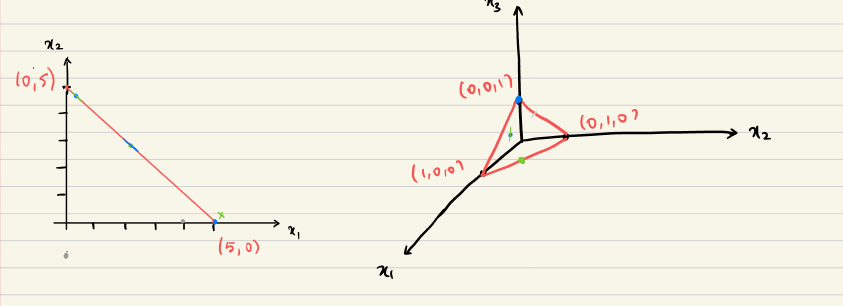 x₂
(0,5)
x₁
(5,0)
x₃
(0,0,1)
(0,1,0)
x₂
(1,0,0)
x₁